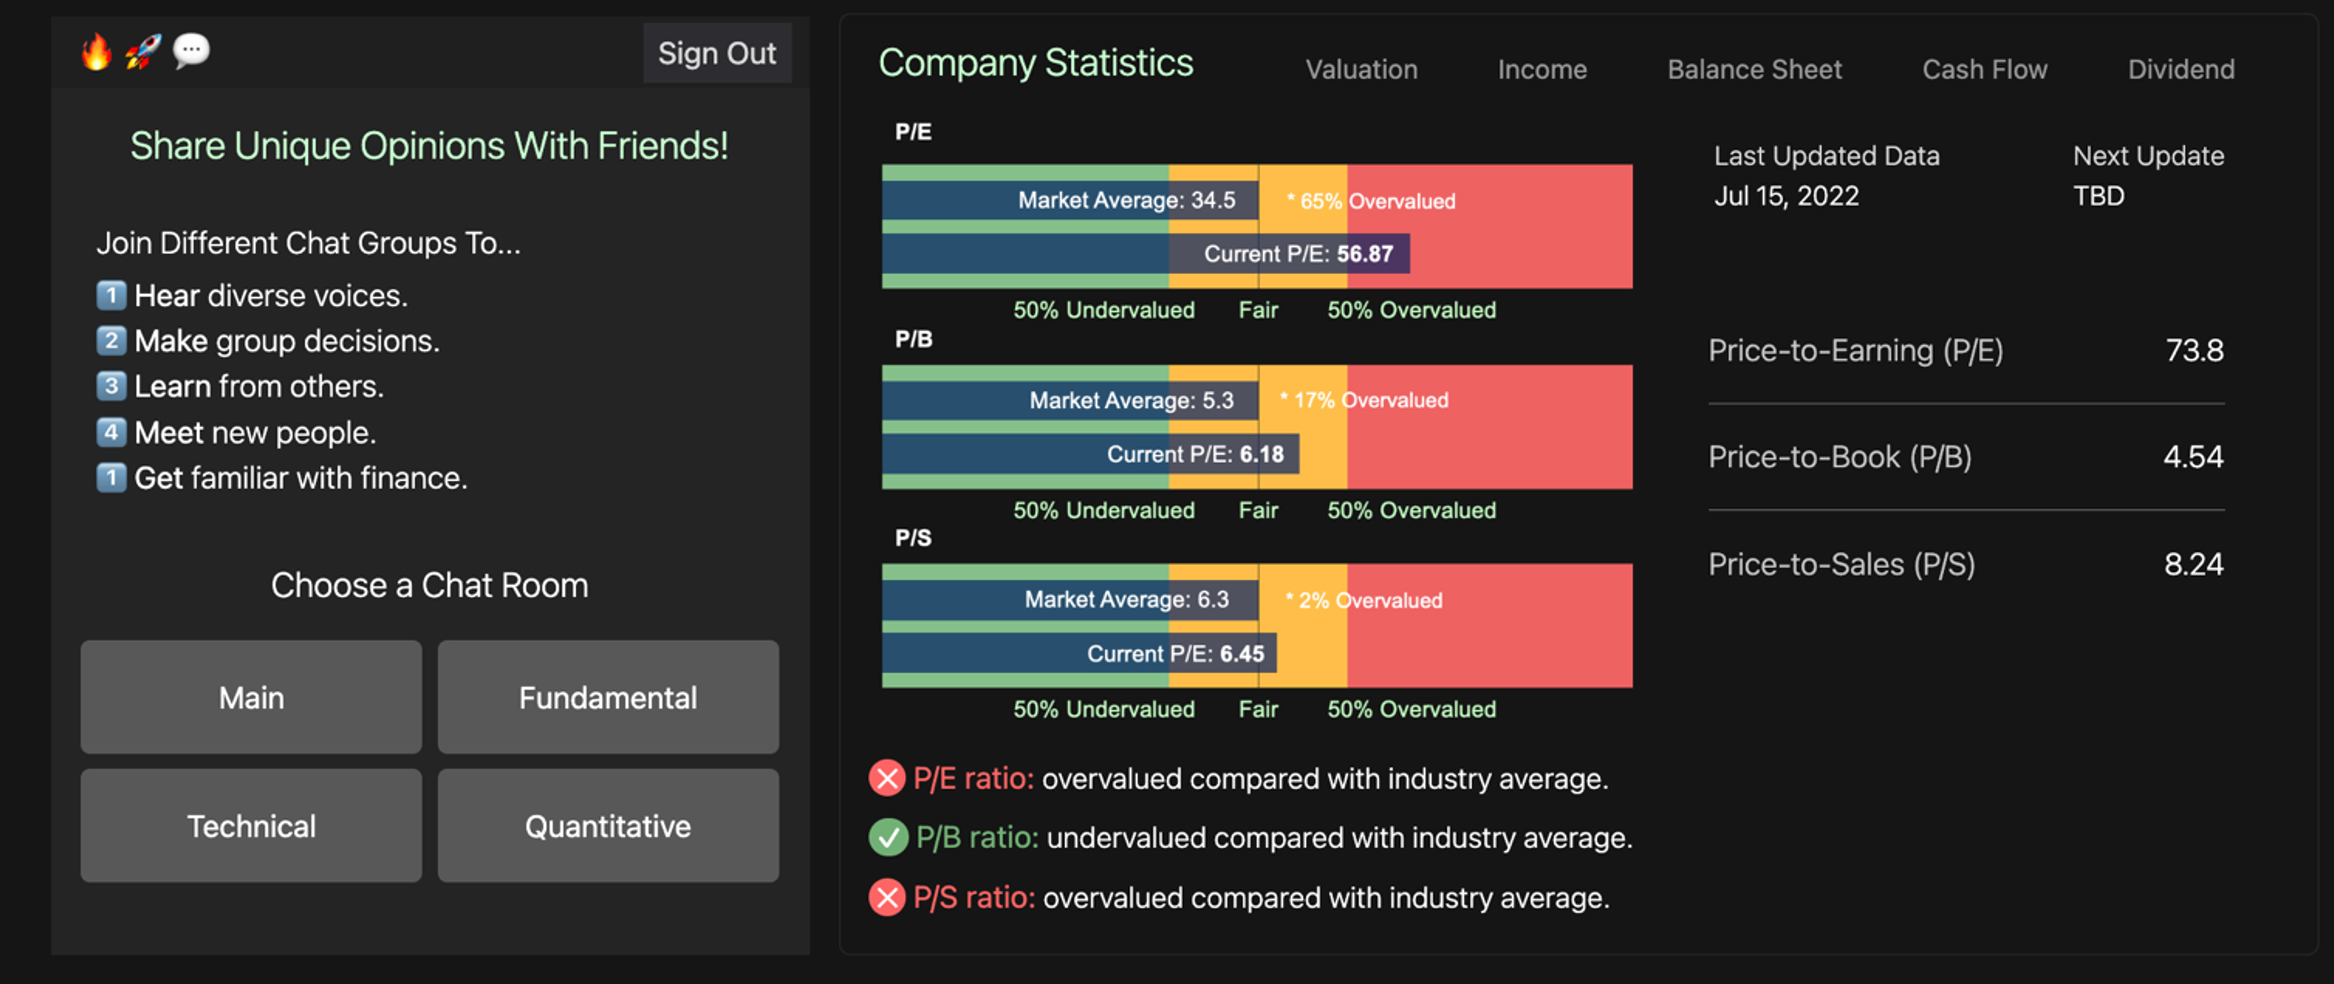 Sign Out
Share Unique Opinions With Friends!
Join Different Chat Groups To...
1 Hear diverse voices.
2 Make group decisions.
3 Learn from others.
4 Meet new people.
1 Get familiar with finance.
Choose a Chat Room
Main
Fundamental
Technical
Quantitative
Company Statistics
Valuation
Income
Balance Sheet
Cash Flow
Dividend
P/E
Market Average: 34.5
* 65% Overvalued
Current P/E: 56.87
50% Undervalued
Fair
50% Overvalued
P/B
Market Average: 5.3
* 17% Overvalued
Current P/E: 6.18
50% Undervalued
Fair
50% Overvalued
P/S
Market Average: 6.3
* 2% Overvalued
Current P/E: 6.45
50% Undervalued
Fair
50% Overvalued
P/E ratio: overvalued compared with industry average.
P/B ratio: undervalued compared with industry average.
P/S ratio: overvalued compared with industry average.
Last Updated Data
Jul 15, 2022
Next Update
TBD
Price-to-Earning (P/E) 73.8
Price-to-Book (P/B) 4.54
Price-to-Sales (P/S) 8.24